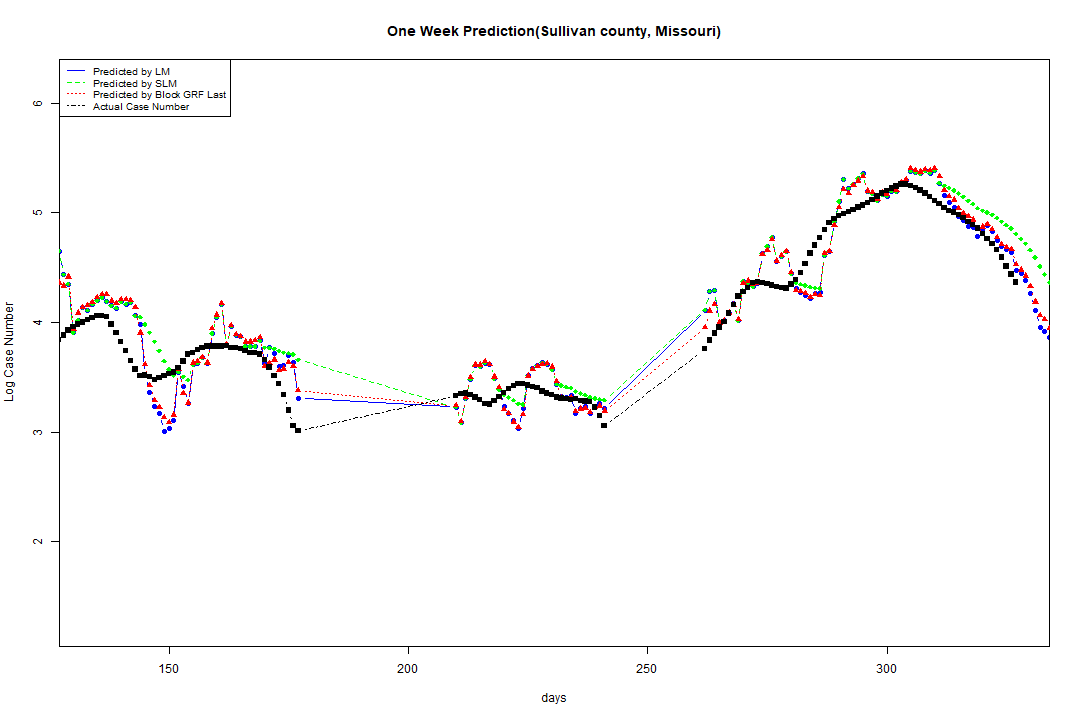 One Week Prediction(Sullivan county, Missouri)
Predicted by LM
Predicted by SLM
Predicted by Block GRF Last
Actual Case Number
6
5
4
3
2
Log Case Number
150
200
250
300
days